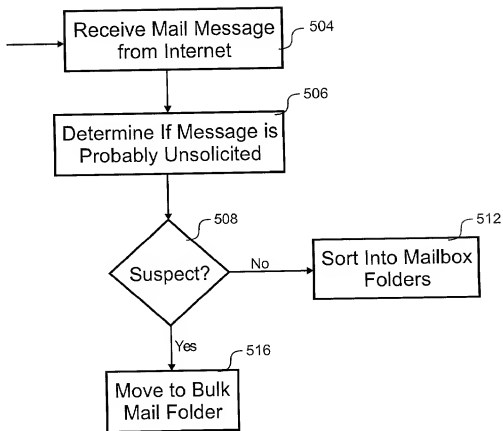 Receive Mail Message
from Internet
504
506
Determine If Message is
Probably Unsolicited
508
Suspect?
No
512
Sort Into Mailbox
Folders
Yes
516
Move to Bulk
Mail Folder